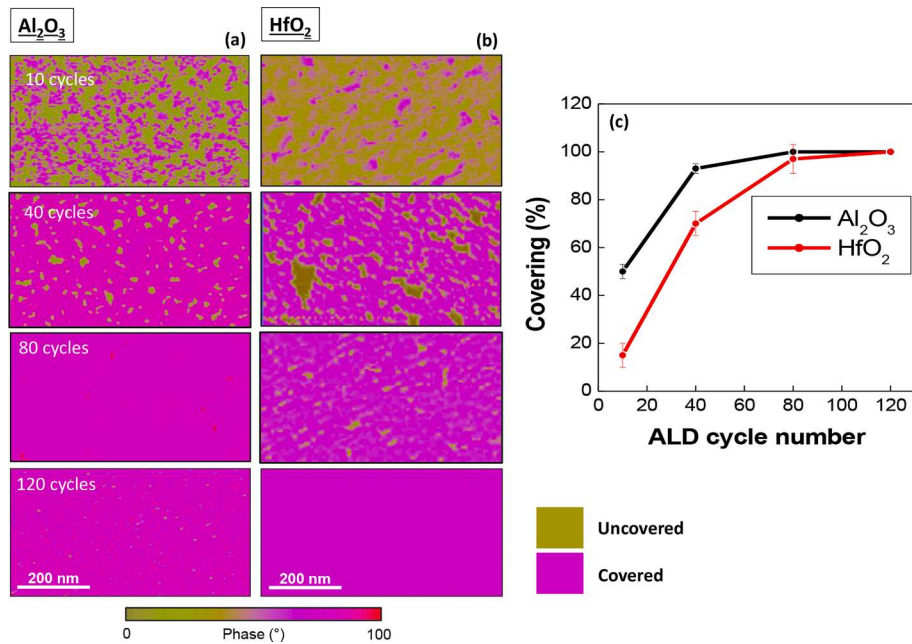 Al₂O₃
(a)
HfO₂
(b)
10 cycles
40 cycles
80 cycles
120 cycles
200 nm
200 nm
0
Phase (°)
100
(c)
Covering (%)
120
100
80
60
40
20
0
Al₂O₃
HfO₂
0 20 40 60 80 100 120
ALD cycle number
Uncovered
Covered